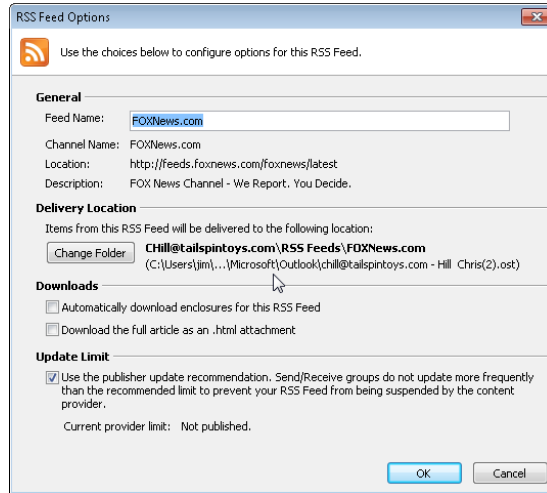 RSS Feed Options
Use the choices below to configure options for this RSS Feed.
General
Feed Name: FOXNews.com
Channel Name: FOXNews.com
Location: http://feeds.foxnews.com/foxnews/latest
Description: FOX News Channel - We Report. You Decide.
Delivery Location
Items from this RSS Feed will be delivered to the following location:
Change Folder CHill@tailspintoys.com\RSS Feeds\FOXNews.com
(C:\Users\jim\...\Microsoft\Outlook\chill@tailspintoys.com - Hill Chris(2).ost)
Downloads
Automatically download enclosures for this RSS Feed
Download the full article as an .html attachment
Update Limit
Use the publisher update recommendation. Send/Receive groups do not update more frequently
than the recommended limit to prevent your RSS Feed from being suspended by the content
provider.
Current provider limit: Not published.
OK Cancel